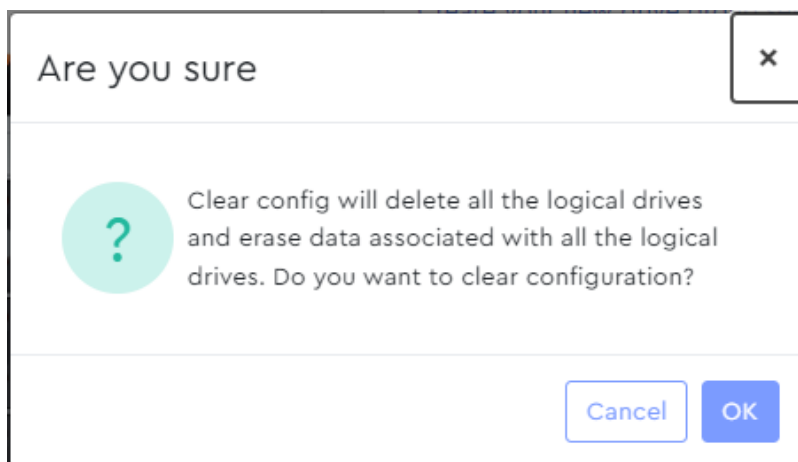 Are you sure
×
?
Clear config will delete all the logical drives
and erase data associated with all the logical
drives. Do you want to clear configuration?
Cancel
OK